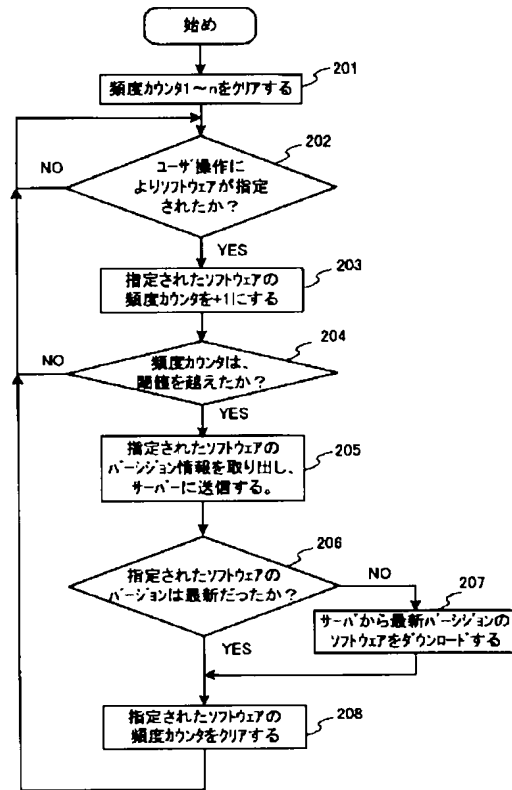 始め
201
頻度カウンタ1～nをクリアする
202
NO
ユーザ操作に
よりソフトウェアが指定
されたか？
YES
203
指定されたソフトウェアの
頻度カウンタを+1にする
204
NO
頻度カウンタは、
閾値を越えたか？
YES
205
指定されたソフトウェアの
バーシジョン情報を取り出し、
サーバーに送信する。
206
指定されたソフトウェアの
バージョンは最新だったか？
NO
207
サーバから最新バーシジョンの
ソフトウェアをダウンロードする
YES
208
指定されたソフトウェアの
頻度カウンタをクリアする